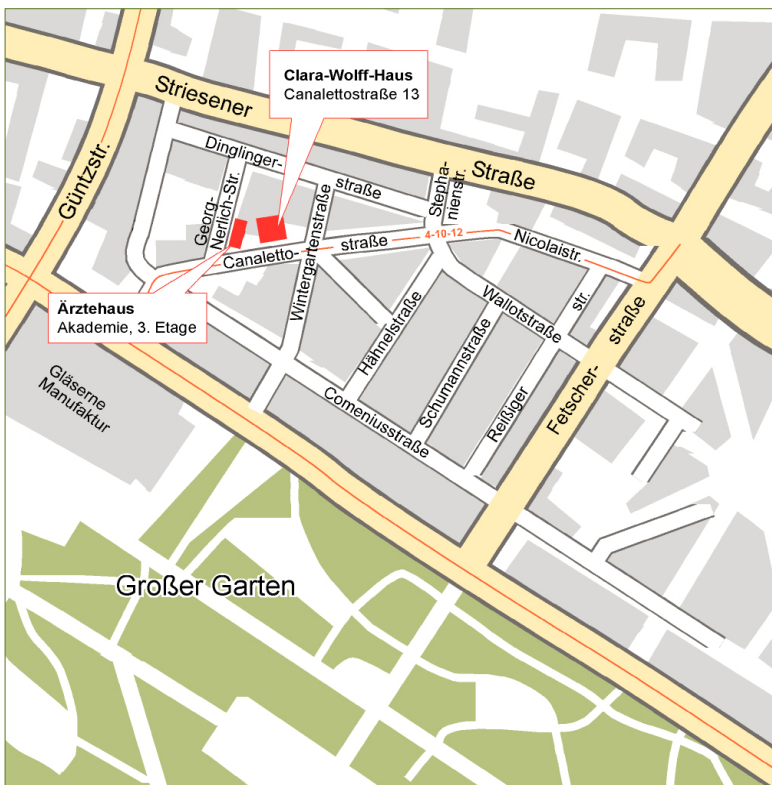 Clara-Wolff-Haus
Canalettostraße 13
Striesener
Straße
Güntzstr.
Dinglinger-
straße
Stepha-
nienstr.
Georg-
Nerlich-Str.
Wintergartenstraße
Canaletto-
straße
4-10-12
Nicolaistr.
Ärztehaus
Akademie, 3. Etage
Wallotstraße
Hähnelstraße
Schumannstraße
Reißiger
str.
Fetscher-
straße
Comeniusstraße
Gläserne
Manufaktur
Großer Garten